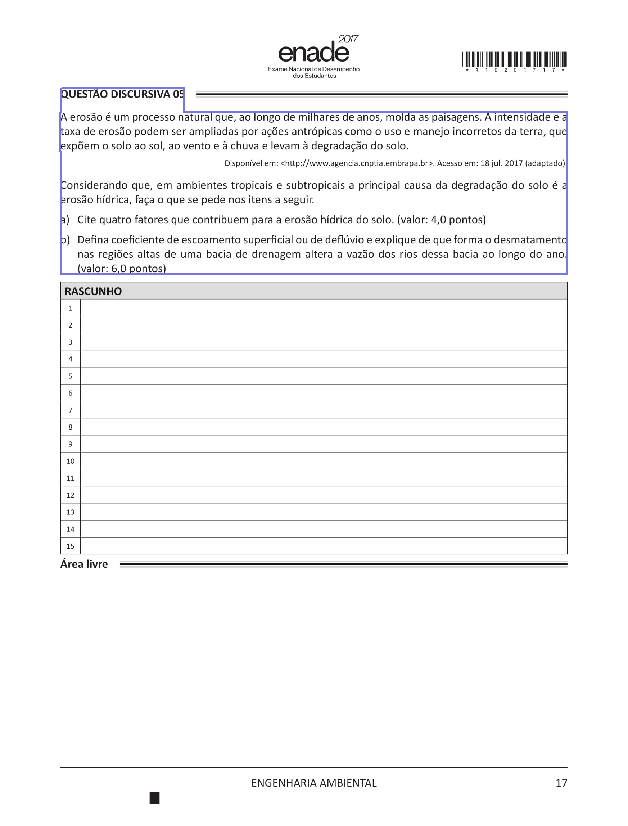 2017
enade
Exame Nacional de Desempenho
dos Estudantes
*R1620171 7*
QUESTÃO DISCURSIVA 05
A erosão é um processo natural que, ao longo de milhares de anos, molda as paisagens. A intensidade e a
taxa de erosão podem ser ampliadas por ações antrópicas como o uso e manejo incorretos da terra, que
expõem o solo ao sol, ao vento e à chuva e levam à degradação do solo.
Disponível em: <http://www.agencia.cnptia.embrapa.br>. Acesso em: 18 jul. 2017 (adaptado)
Considerando que, em ambientes tropicais e subtropicais a principal causa da degradação do solo é a
erosão hídrica, faça o que se pede nos itens a seguir.
a) Cite quatro fatores que contribuem para a erosão hídrica do solo. (valor: 4,0 pontos)
b) Defina coeficiente de escoamento superficial ou de deflúvio e explique de que forma o desmatamento
nas regiões altas de uma bacia de drenagem altera a vazão dos rios dessa bacia ao longo do ano.
(valor: 6,0 pontos)
RASCUNHO
1
2
3
4
5
6
7
8
9
10
11
12
13
14
15
Área livre
ENGENHARIA AMBIENTAL
17